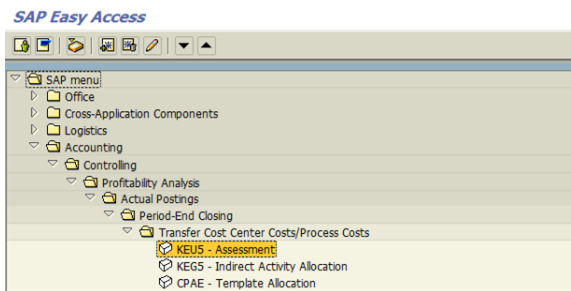 SAP Easy Access
SAP menu
Office
Cross-Application Components
Logistics
Accounting
Controlling
Profitability Analysis
Actual Postings
Period-End Closing
Transfer Cost Center Costs/Process Costs
KEU5 - Assessment
KEG5 - Indirect Activity Allocation
CPAE - Template Allocation